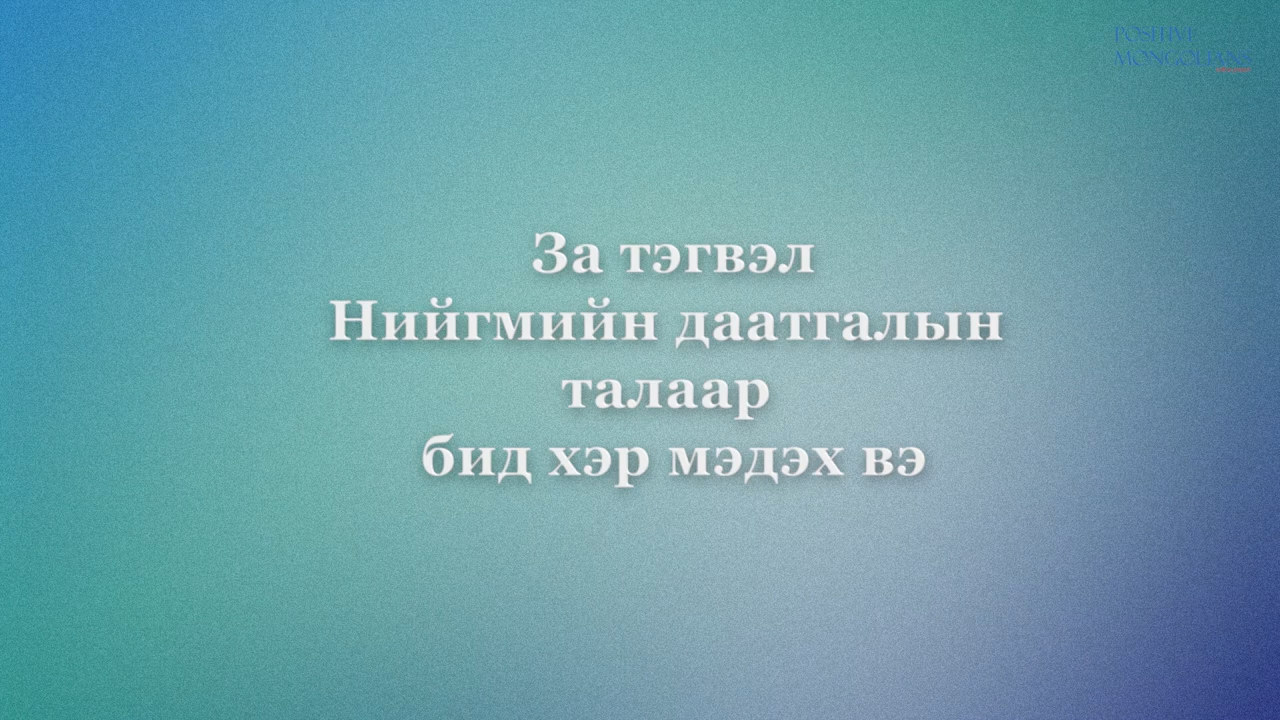 POSITIVE
MONGOLIANS
За тэгвэл
Нийгмийн даатгалын
талаар
бид хэр мэдэх вэ